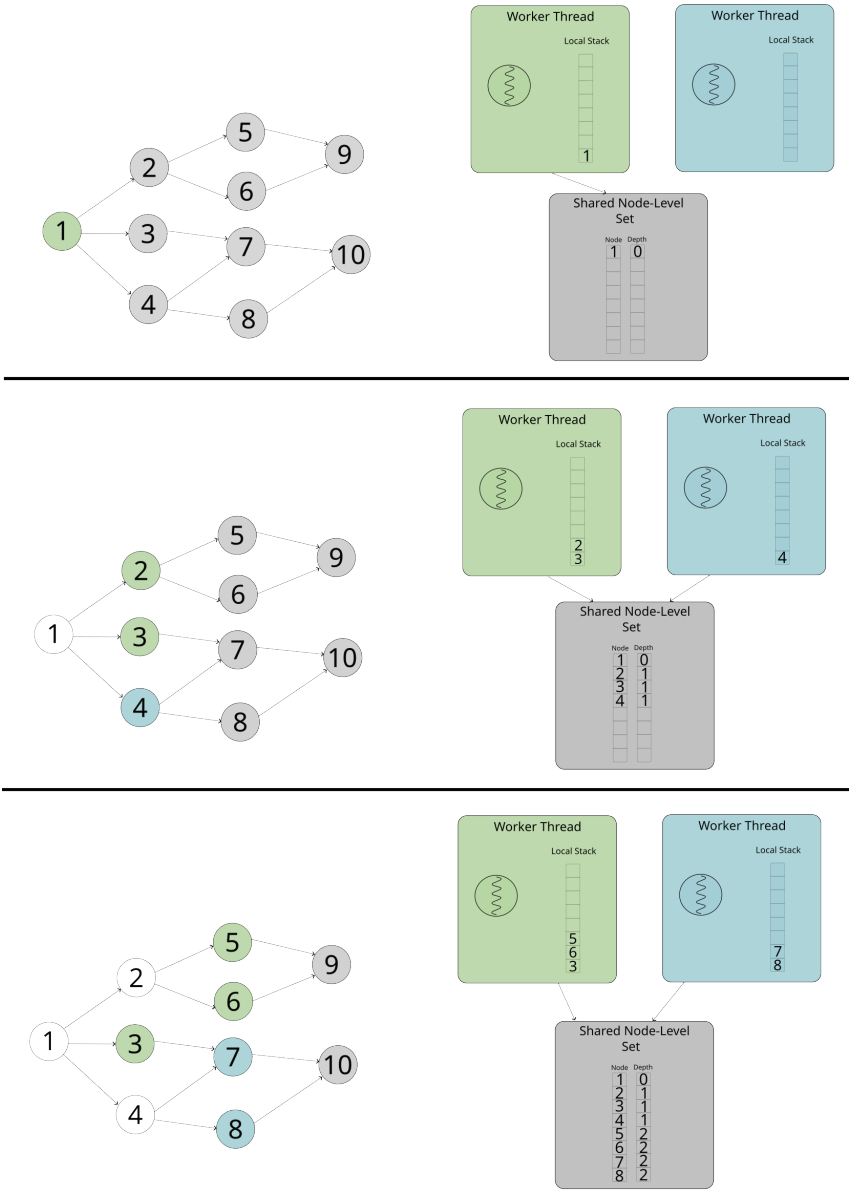 Worker Thread
Local Stack
1
Worker Thread
Local Stack
Shared Node-Level
Set
Node Depth
1 0
1
2
3
4
5
6
7
8
9
10
Worker Thread
Local Stack
2
3
Worker Thread
Local Stack
4
Shared Node-Level
Set
Node Depth
1 0
2 1
3 1
4 1
1
2
3
4
5
6
7
8
9
10
Worker Thread
Local Stack
5
6
3
Worker Thread
Local Stack
7
8
Shared Node-Level
Set
Node Depth
1 0
2 1
3 1
4 1
5 2
6 2
7 2
8 2
1
2
3
4
5
6
7
8
9
10